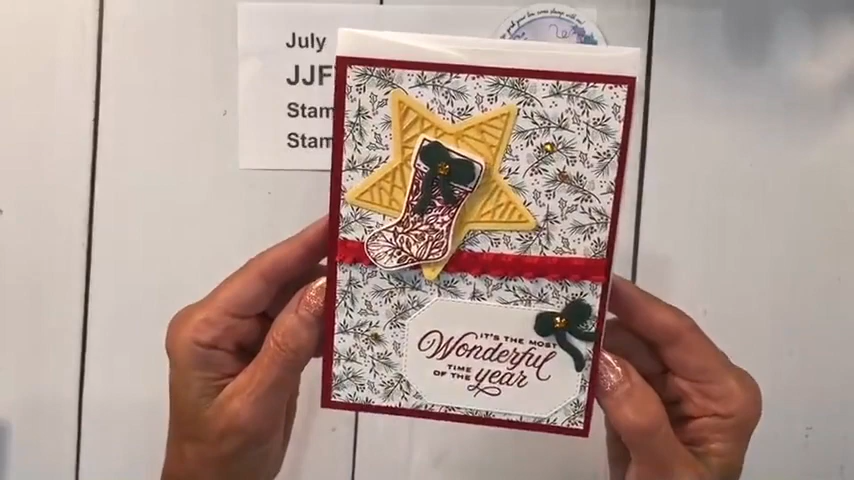 July
JJF
Stam
Stam
IT'S THE MOST
Wonderful
TIME
OF THE year